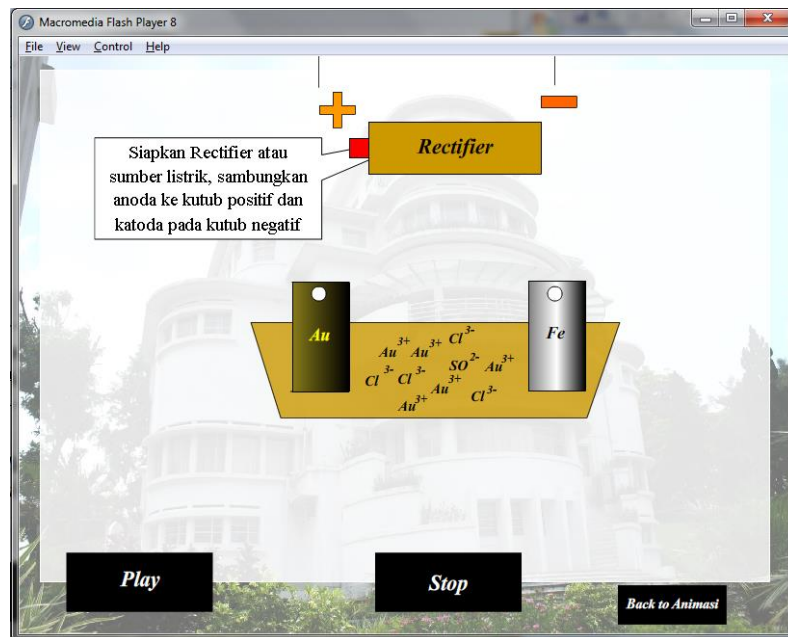 Macromedia Flash Player 8
File View Control Help
Rectifier
Siapkan Rectifier atau
sumber listrik, sambungkan
anoda ke kutub positif dan
katoda pada kutub negatif
Au
Fe
Cl³⁻
Au³⁺ Au³⁺
SO²⁻ Au³⁺
Cl³⁻ Cl³⁻
Au³⁺ Cl³⁻
Au³⁺
Play
Stop
Back to Animasi